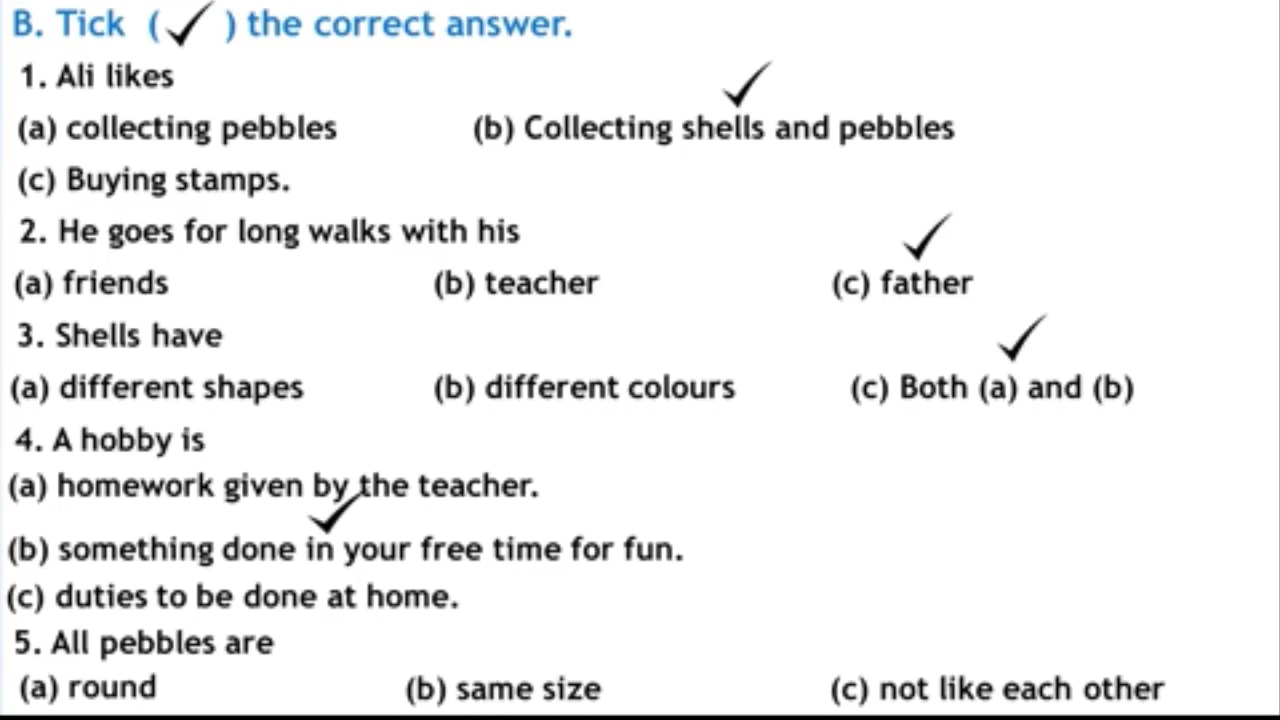 B. Tick (✓) the correct answer.
1. Ali likes
(a) collecting pebbles (b) Collecting shells and pebbles
(c) Buying stamps.
2. He goes for long walks with his
(a) friends (b) teacher (c) father
3. Shells have
(a) different shapes (b) different colours (c) Both (a) and (b)
4. A hobby is
(a) homework given by the teacher.
(b) something done in your free time for fun.
(c) duties to be done at home.
5. All pebbles are
(a) round (b) same size (c) not like each other